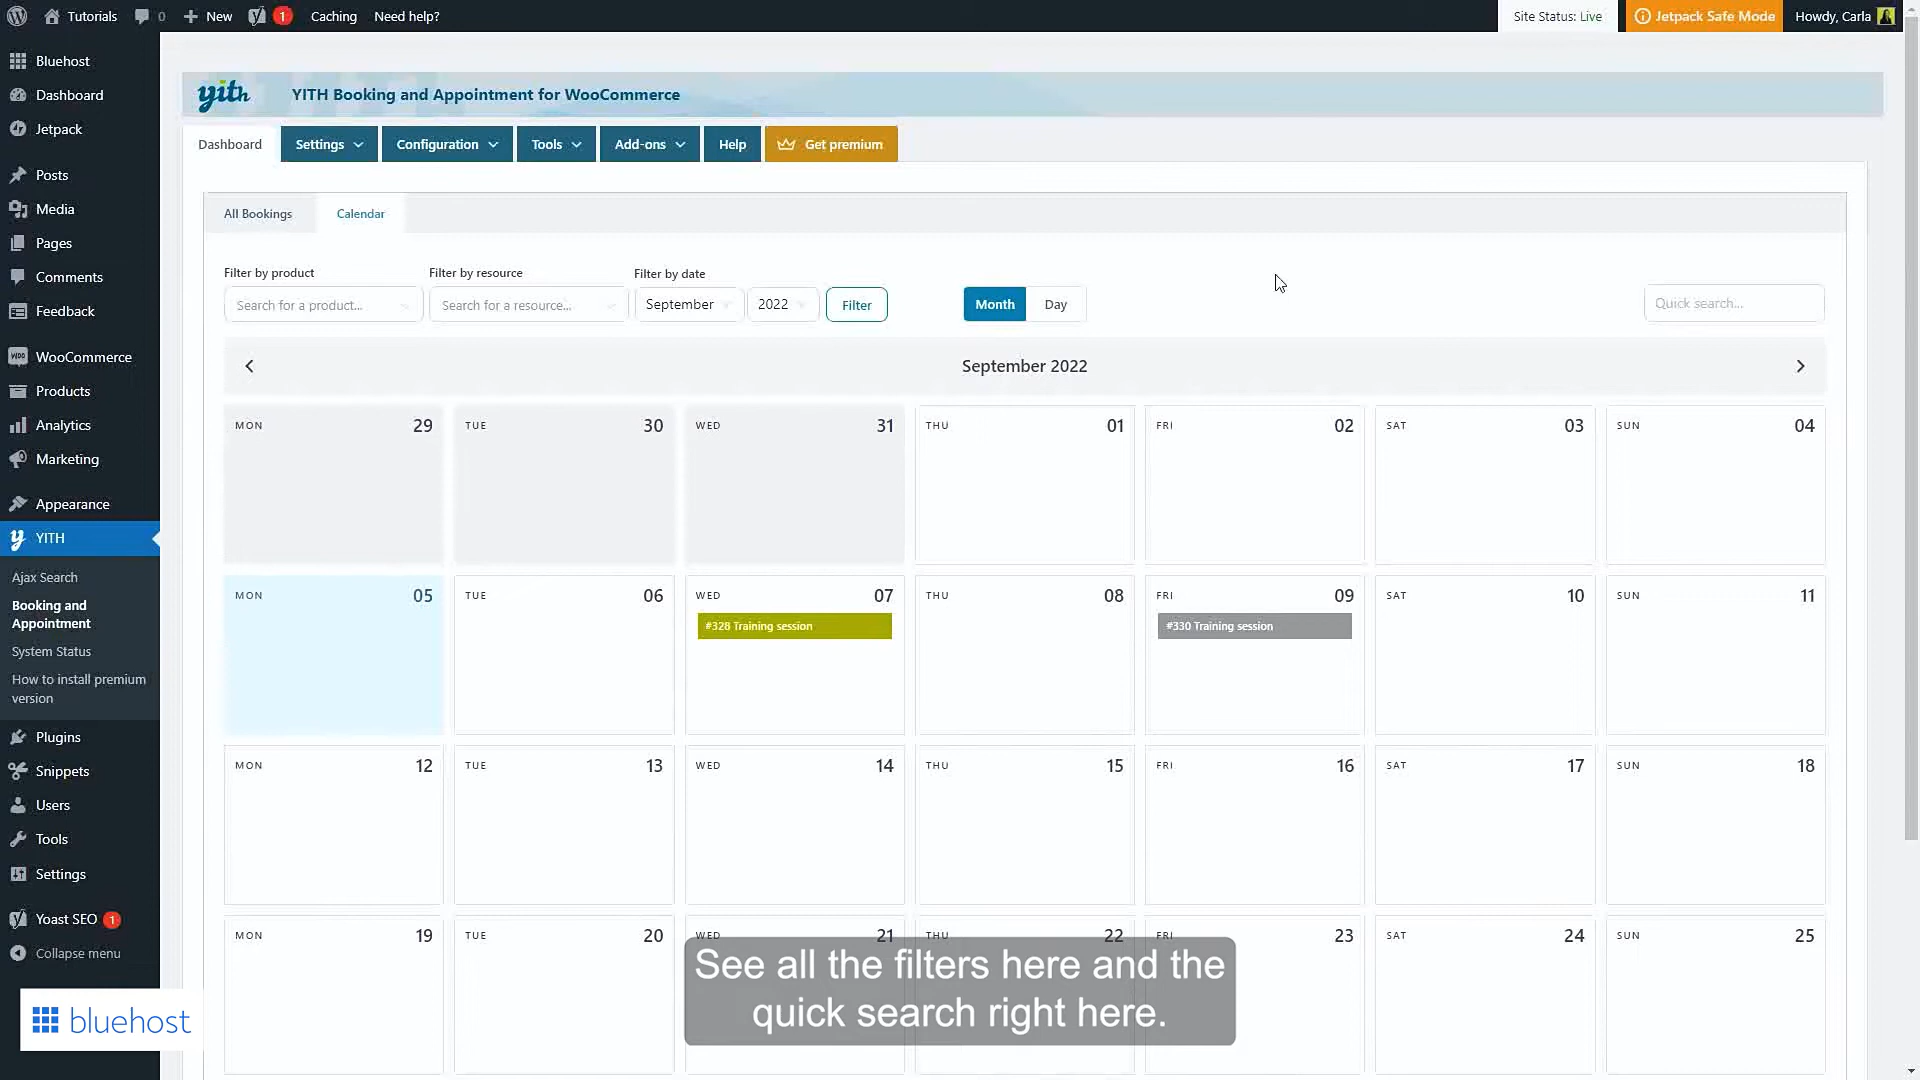 Tutorials 0 New 1 Caching Need help? Site Status: Live Jetpack Safe Mode Howdy, Carla
Bluehost
Dashboard
Jetpack
Posts
Media
Pages
Comments
Feedback
WooCommerce
Products
Analytics
Marketing
Appearance
YITH
Ajax Search
Booking and
Appointment
System Status
How to install premium
version
Plugins
Snippets
Users
Tools
Settings
Yoast SEO 1
Collapse menu
bluehost
yith YITH Booking and Appointment for WooCommerce
Dashboard Settings Configuration Tools Add-ons Help Get premium
All Bookings Calendar
Filter by product Filter by resource Filter by date
Search for a product... Search for a resource... September 2022 Filter Month Day Quick search...
September 2022
MON 29 TUE 30 WED 31 THU 01 FRI 02 SAT 03 SUN 04
MON 05 TUE 06 WED 07 THU 08 FRI 09 SAT 10 SUN 11
#328 Training session #330 Training session
MON 12 TUE 13 WED 14 THU 15 FRI 16 SAT 17 SUN 18
MON 19 TUE 20 WED 21 THU 22 FRI 23 SAT 24 SUN 25
See all the filters here and the
quick search right here.